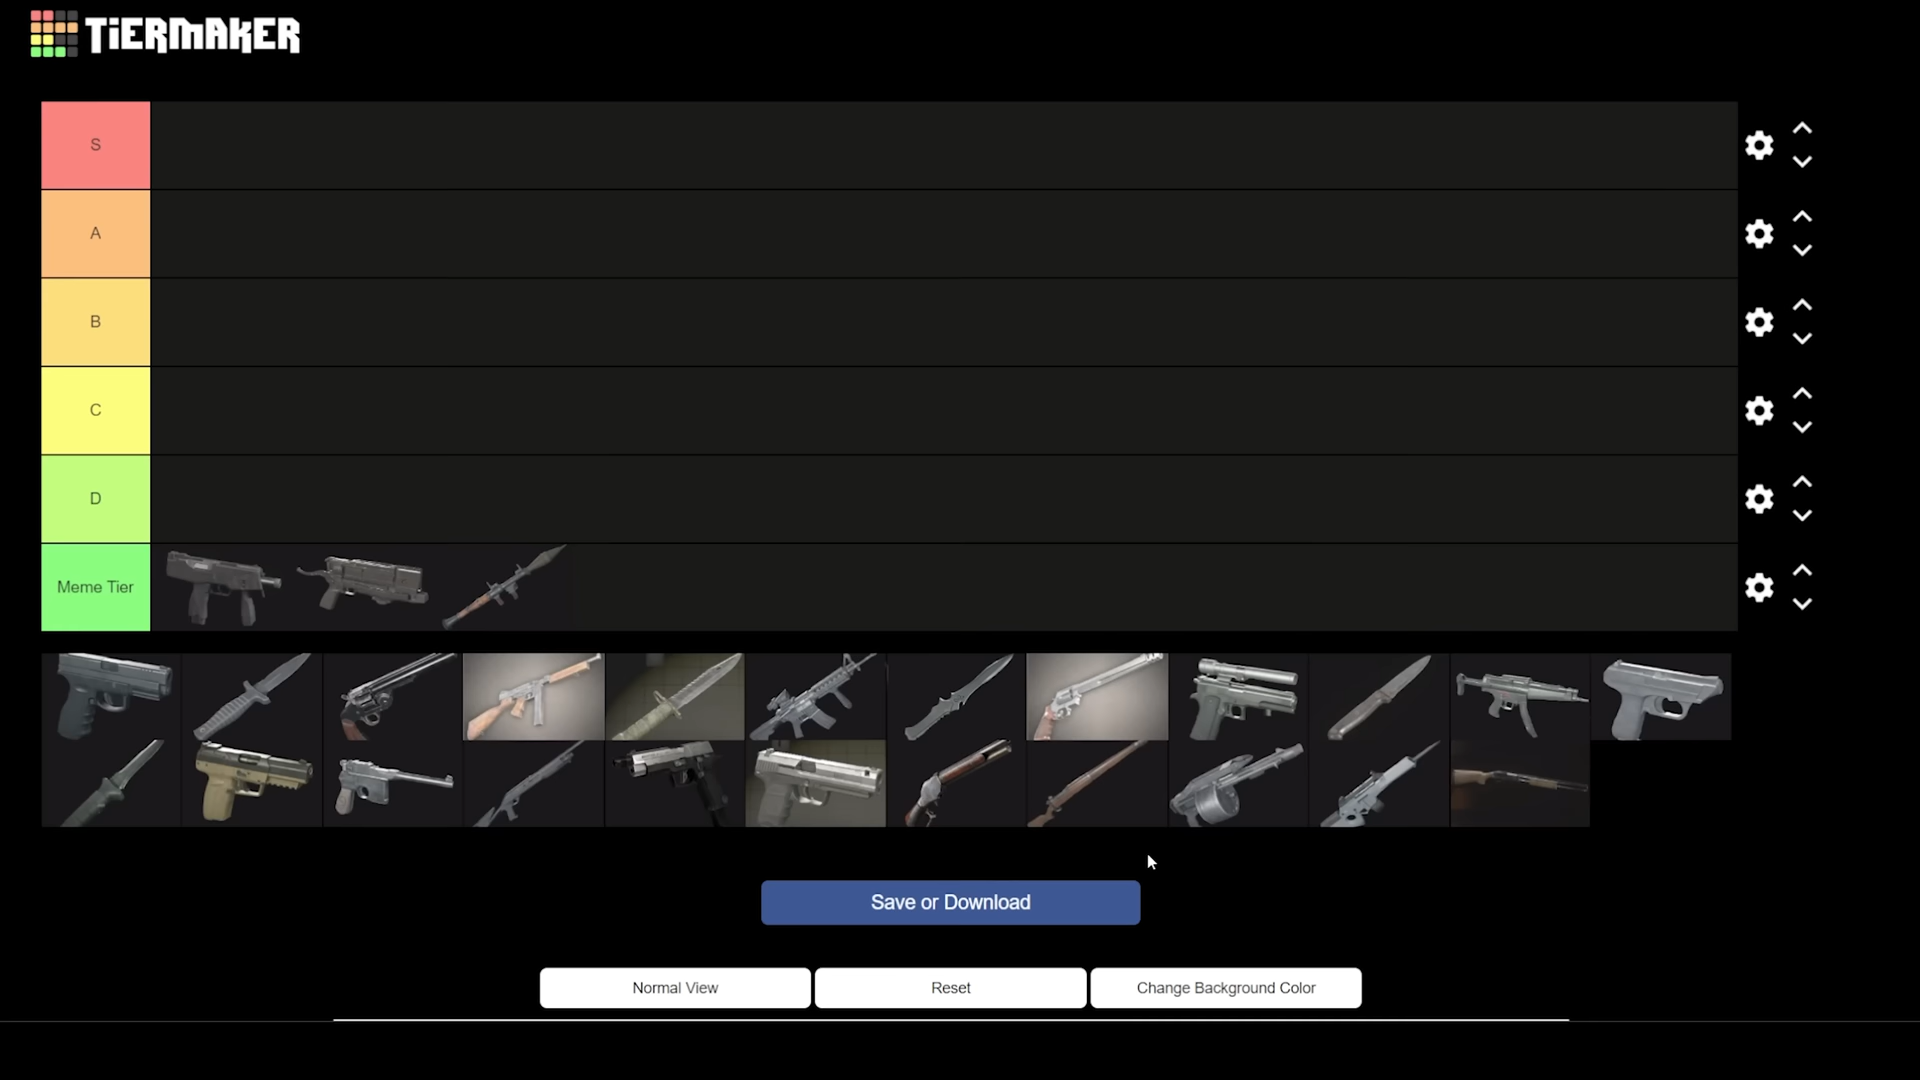 TiERMAKER
S
A
B
C
D
Meme Tier
Save or Download
Normal View
Reset
Change Background Color